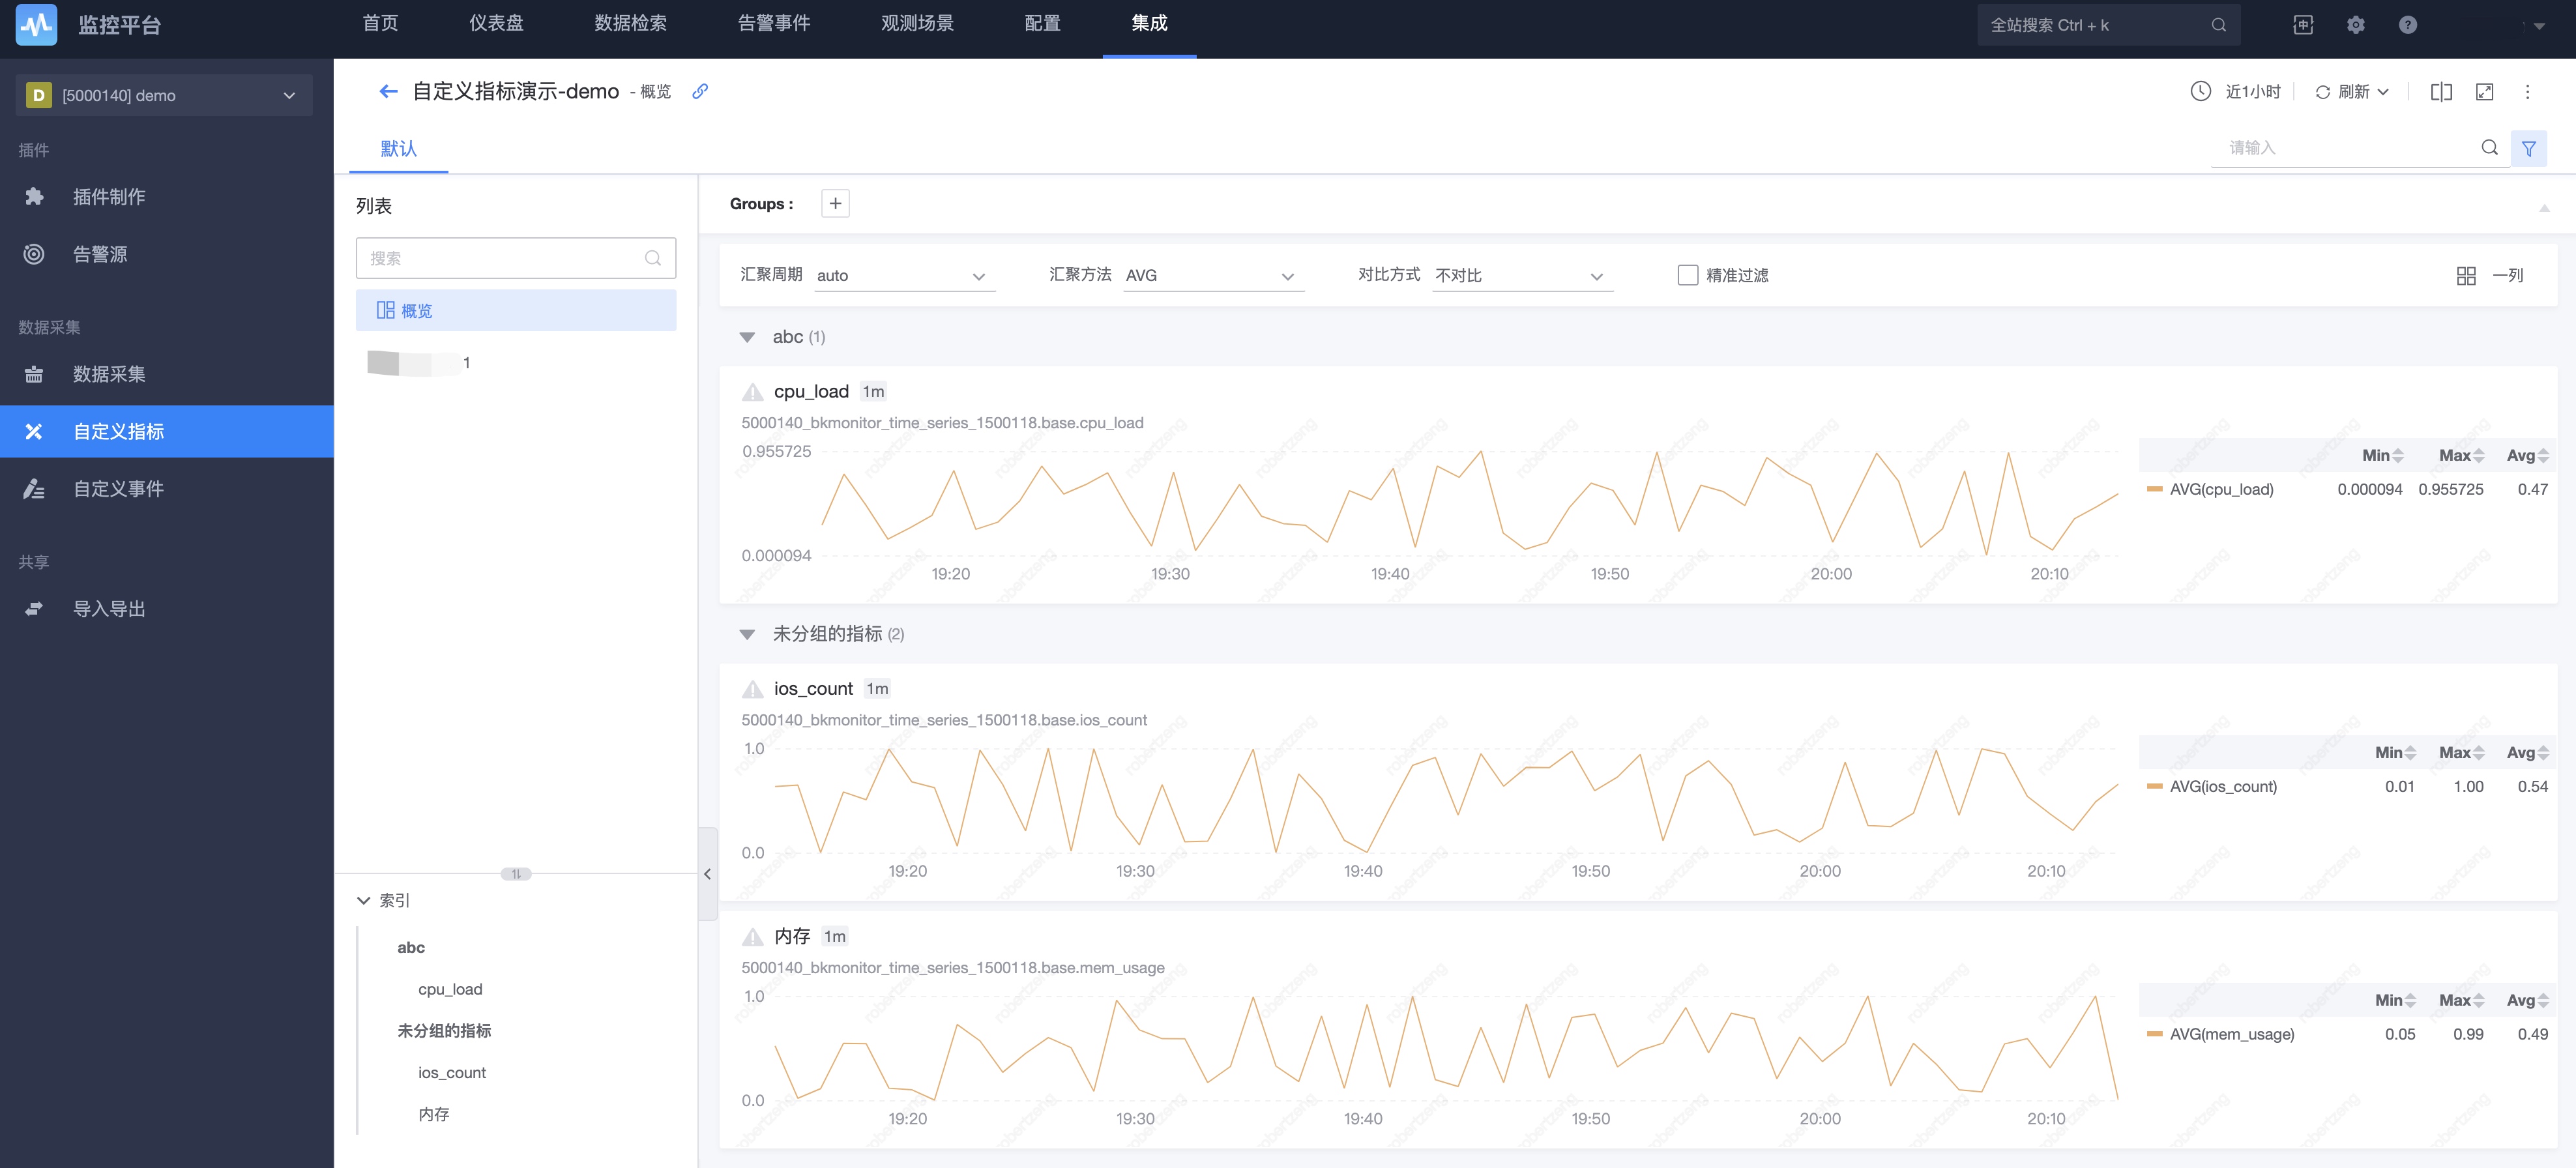 监控平台
首页 仪表盘 数据检索 告警事件 观测场景 配置 集成
全站搜索 Ctrl + k
D [5000140] demo
插件
插件制作
告警源
数据采集
数据采集
自定义指标
自定义事件
共享
导入导出
自定义指标演示-demo - 概览
近1小时 刷新
默认
请输入
列表
搜索
概览
1
索引
abc
cpu_load
未分组的指标
ios_count
内存
Groups :
汇聚周期 auto 汇聚方法 AVG 对比方式 不对比 精准过滤 一列
abc (1)
cpu_load 1m
5000140_bkmonitor_time_series_1500118.base.cpu_load
0.955725
0.000094
19:20 19:30 19:40 19:50 20:00 20:10
Min Max Avg
AVG(cpu_load) 0.000094 0.955725 0.47
未分组的指标 (2)
ios_count 1m
5000140_bkmonitor_time_series_1500118.base.ios_count
1.0
0.0
19:20 19:30 19:40 19:50 20:00 20:10
Min Max Avg
AVG(ios_count) 0.01 1.00 0.54
内存 1m
5000140_bkmonitor_time_series_1500118.base.mem_usage
1.0
0.0
19:20 19:30 19:40 19:50 20:00 20:10
Min Max Avg
AVG(mem_usage) 0.05 0.99 0.49
robertzeng